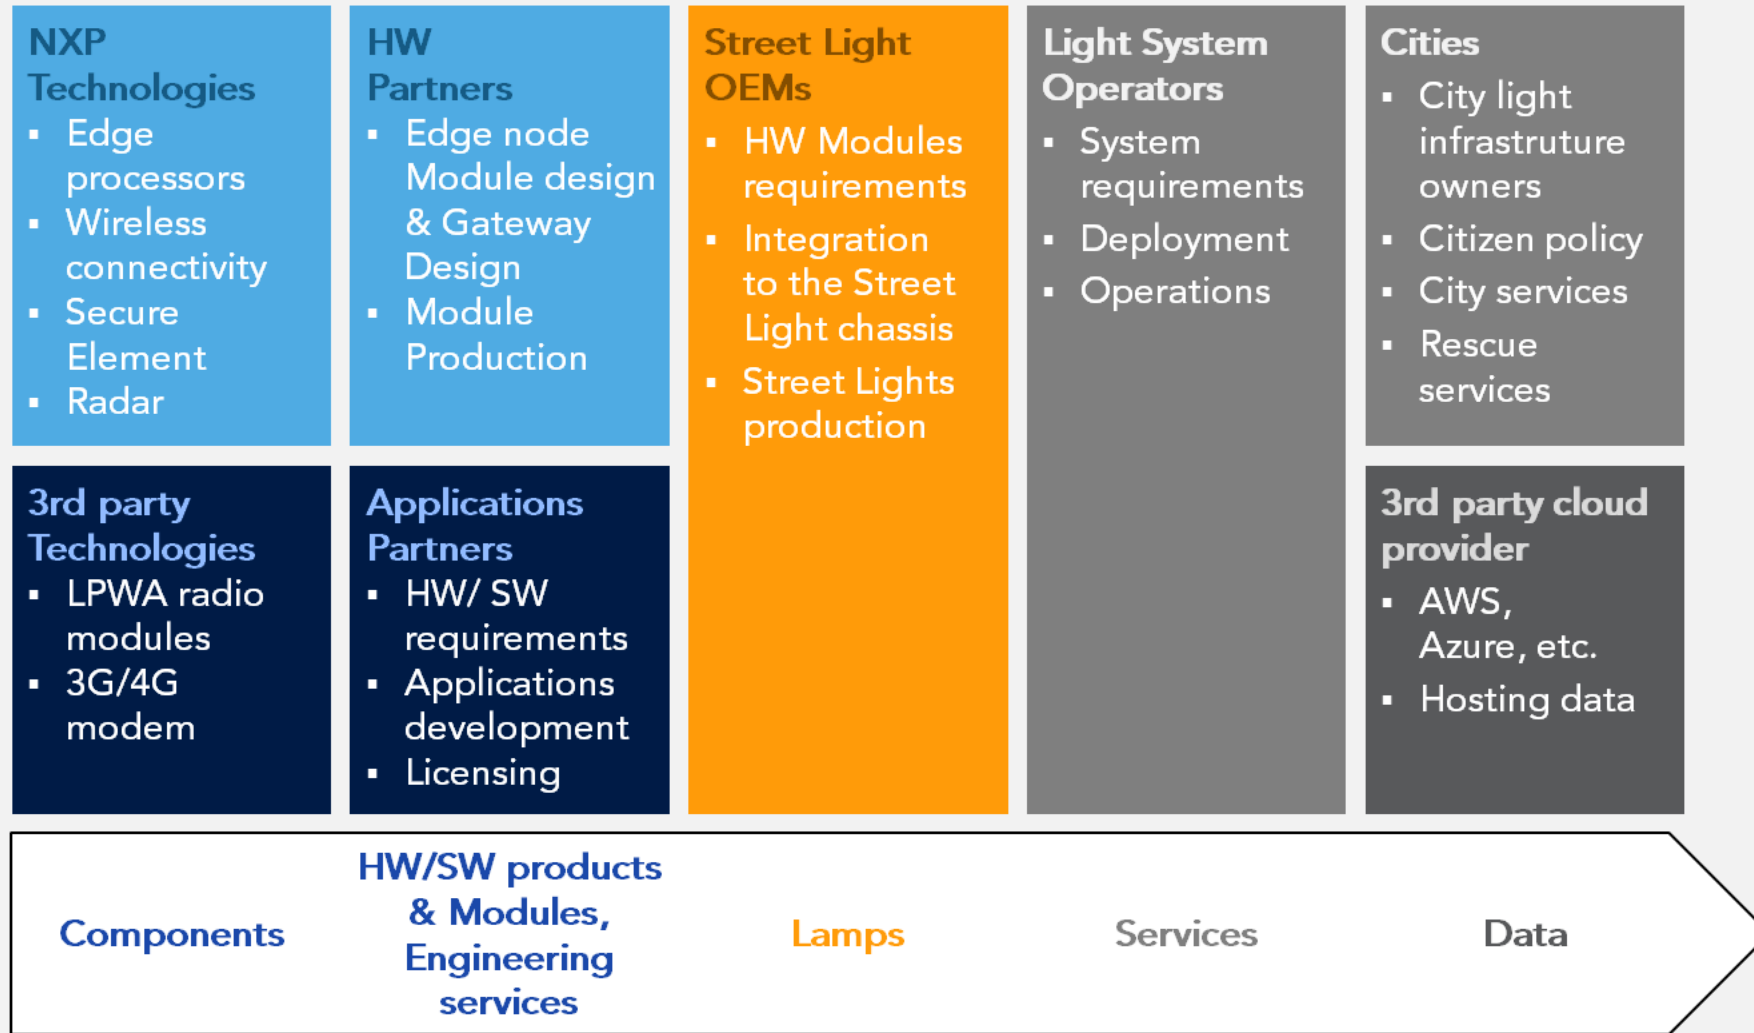 NXP
Technologies
▪ Edge
processors
▪ Wireless
connectivity
▪ Secure
Element
▪ Radar
HW
Partners
▪ Edge node
Module design
& Gateway
Design
▪ Module
Production
Street Light
OEMs
▪ HW Modules
requirements
▪ Integration
to the Street
Light chassis
▪ Street Lights
production
Light System
Operators
▪ System
requirements
▪ Deployment
▪ Operations
Cities
▪ City light
infrastruture
owners
▪ Citizen policy
▪ City services
▪ Rescue
services
3rd party
Technologies
▪ LPWA radio
modules
▪ 3G/4G
modem
Applications
Partners
▪ HW/ SW
requirements
▪ Applications
development
▪ Licensing
3rd party cloud
provider
▪ AWS,
Azure, etc.
▪ Hosting data
Components
HW/SW products
& Modules,
Engineering
services
Lamps
Services
Data